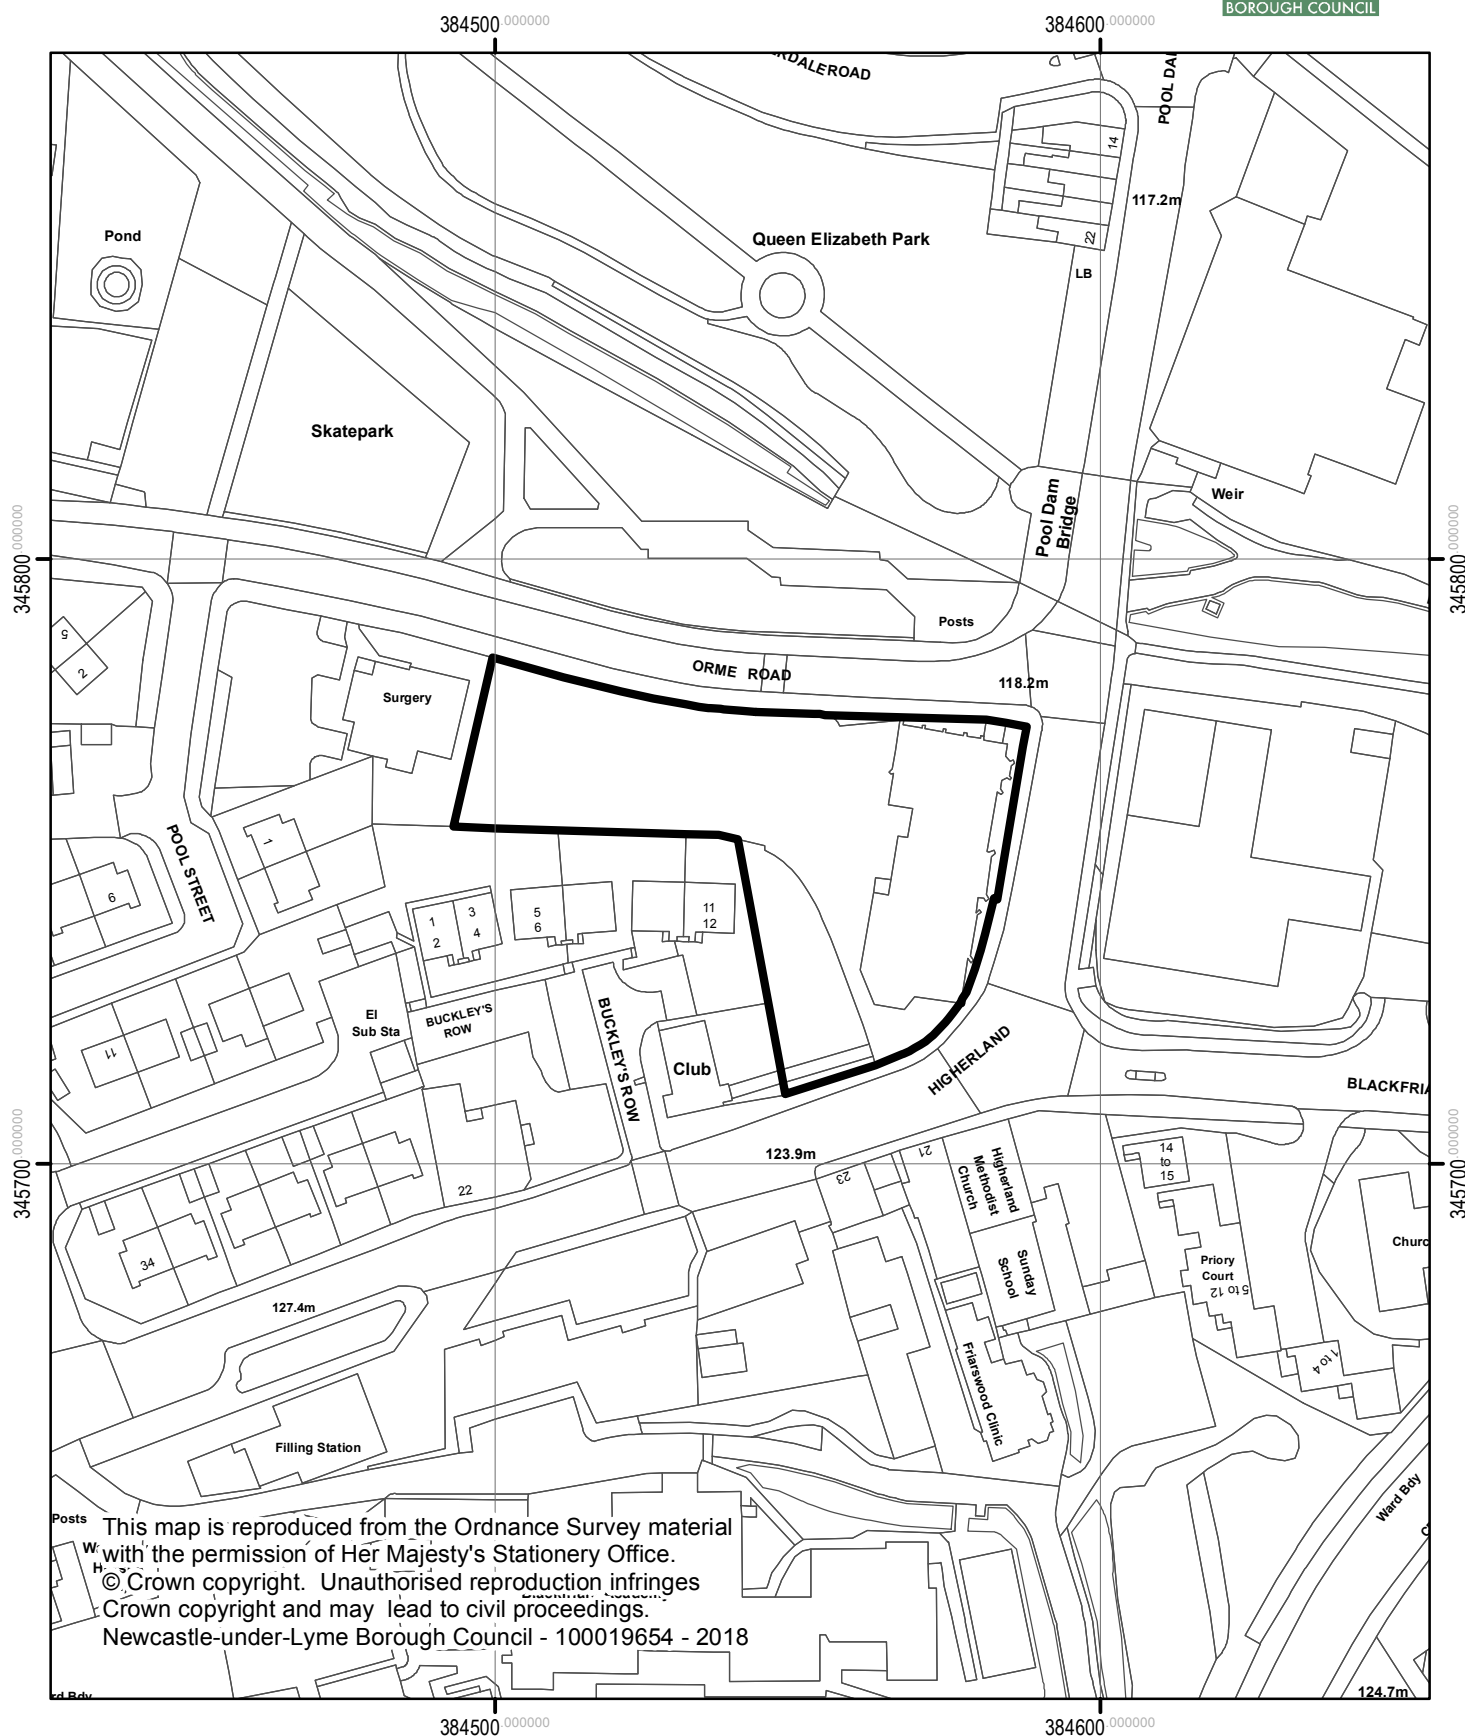 BOROUGH COUNCIL
384500.000000
384600.000000
ROAD
117.2m
14
22
LB
Pond
Queen Elizabeth Park
Skatepark
Pool Dam
Bridge
Weir
345800.000000
345800.000000
Posts
5
2
ORME ROAD
118.2m
Surgery
POOL STREET
1
6
1
2
3
4
5
6
11
12
El
Sub Sta
BUCKLEY'S
ROW
BUCKLEY'S ROW
Club
HIGHERLAND
11
123.9m
345700.000000
345700.000000
22
34
23
21
Higherland
Methodist
Church
Sunday
School
14
to
15
Priory
Court
5 to 12
1 to 4
127.4m
Friarswood Clinic
Filling Station
Ward Bdy
Posts
This map is reproduced from the Ordnance Survey material
with the permission of Her Majesty's Stationery Office.
© Crown copyright. Unauthorised reproduction infringes
Crown copyright and may lead to civil proceedings.
Newcastle-under-Lyme Borough Council - 100019654 - 2018
124.7m
384500.000000
384600.000000